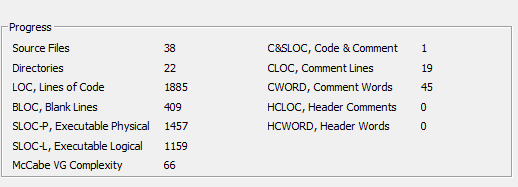 Progress
Source Files 38 C&SLOC, Code & Comment 1
Directories 22 CLOC, Comment Lines 19
LOC, Lines of Code 1885 CWORD, Comment Words 45
BLOC, Blank Lines 409 HCLOC, Header Comments 0
SLOC-P, Executable Physical 1457 HCWORD, Header Words 0
SLOC-L, Executable Logical 1159
McCabe VG Complexity 66